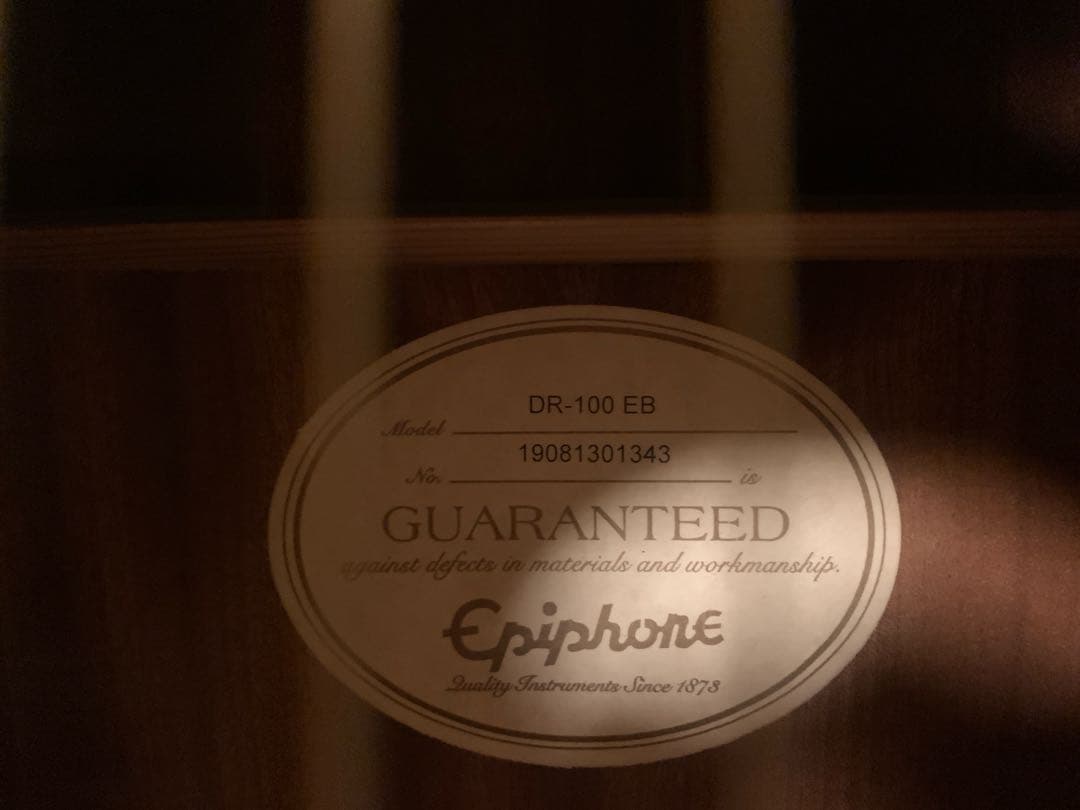 DR-100 EB
Model
19081301343
No. is
GUARANTEED
against defects in materials and workmanship.
Epiphone
Quality Instruments Since 1873